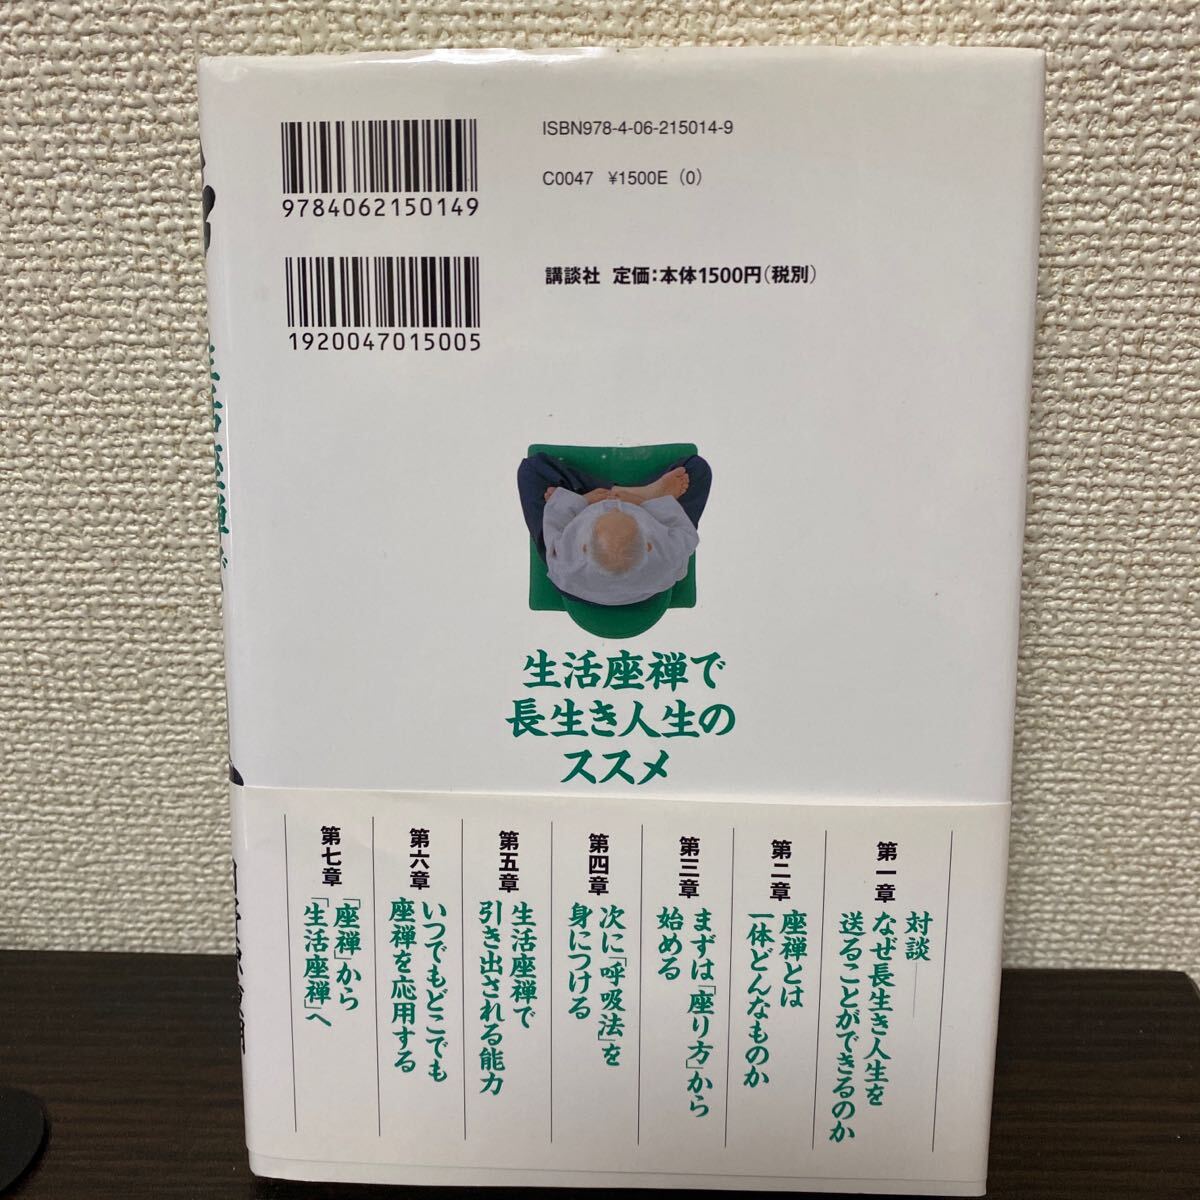 ISBN978-4-06-215014-9
C0047 ¥1500E (0)
9784062150149
講談社 定価:本体1500円(税別)
1920047015005
生活座禅で
長生き人生の
ススメ
第一章
対談——
なぜ長生き人生を
送ることができるのか
第二章
座禅とは
一体どんなものか
第三章
まずは「座り方」から
始める
第四章
次に「呼吸法」を
身につける
第五章
生活座禅で
引き出される能力
第六章
いつでもどこでも
座禅を応用する
第七章
「座禅」から
「生活座禅」へ
生活座禅で